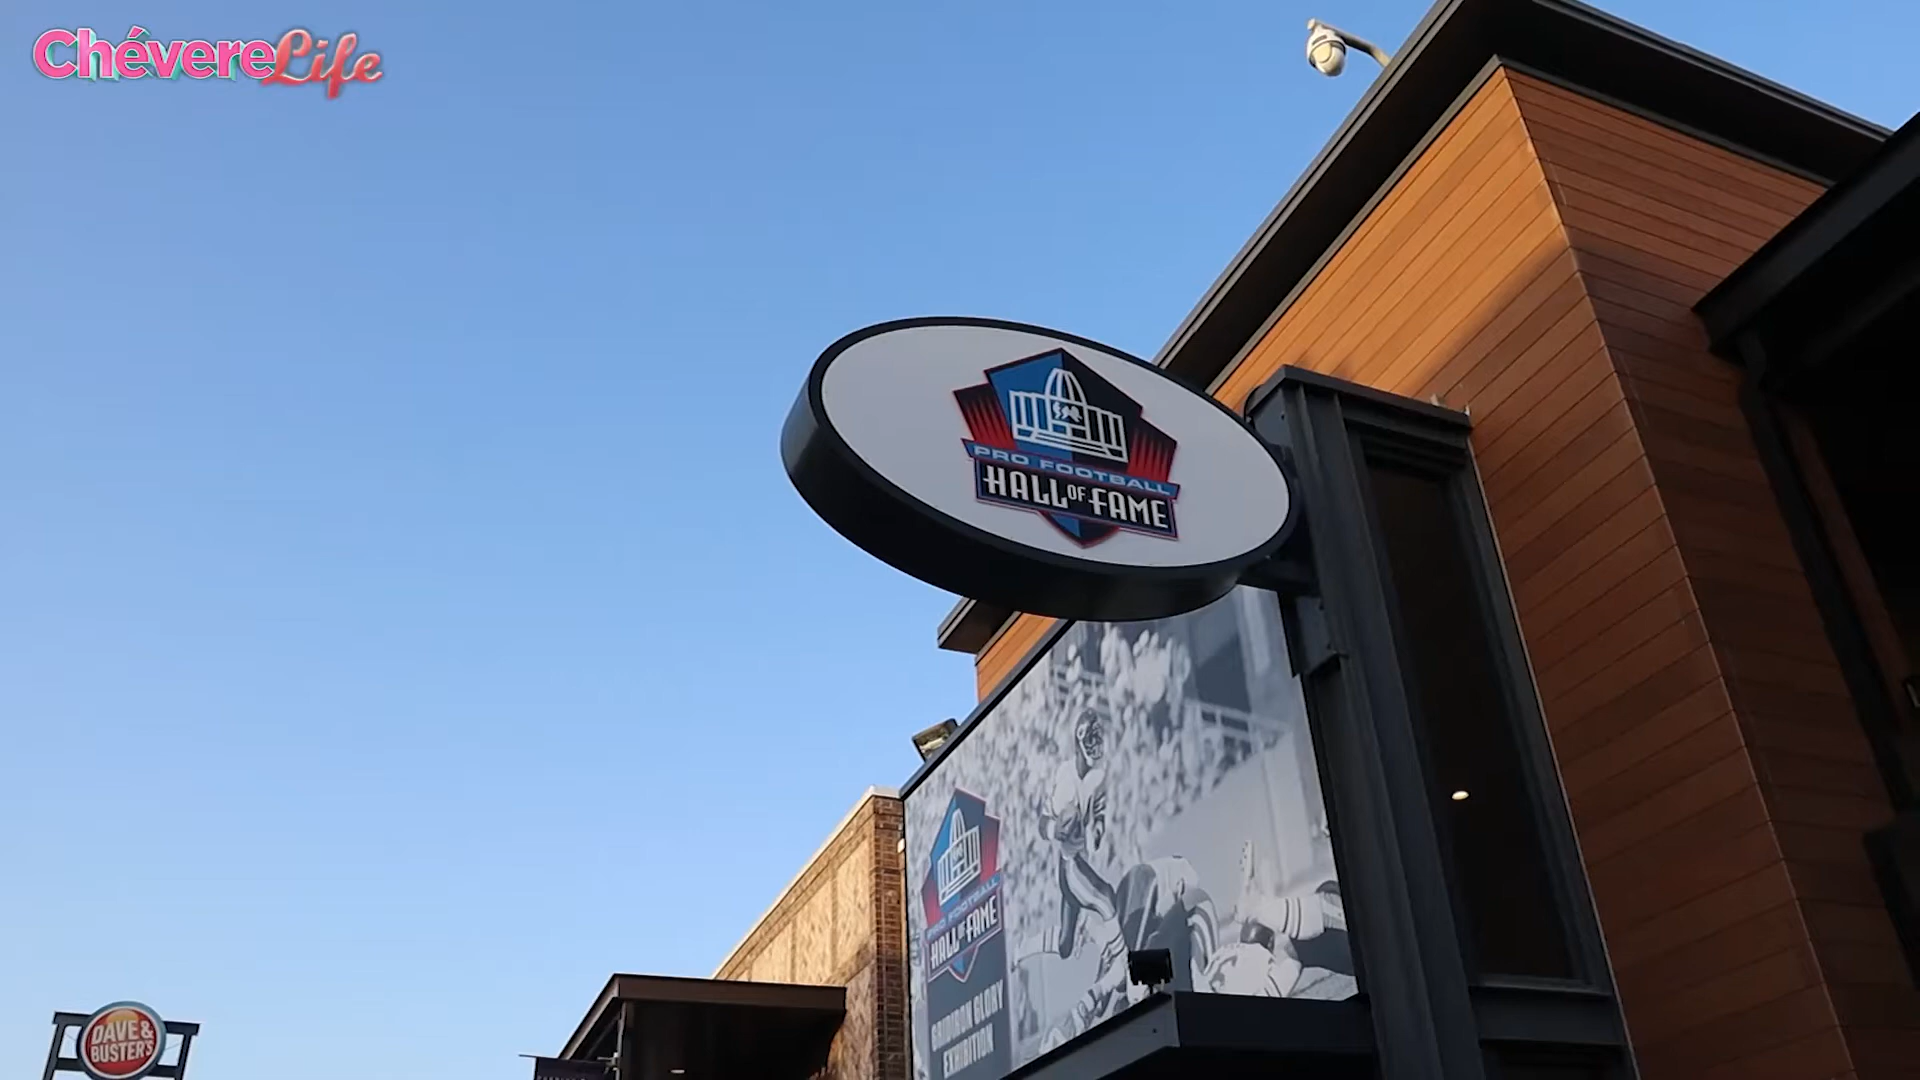 ChévereLife
PRO FOOTBALL
HALL OF FAME
PRO FOOTBALL
HALL OF FAME
GRIDIRON GLORY
EXHIBITION
DAVE &
BUSTER'S